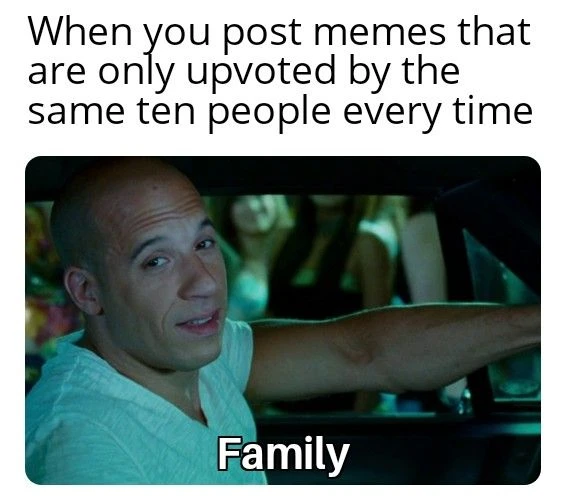 When you post memes that
are only upvoted by the
same ten people every time
Family